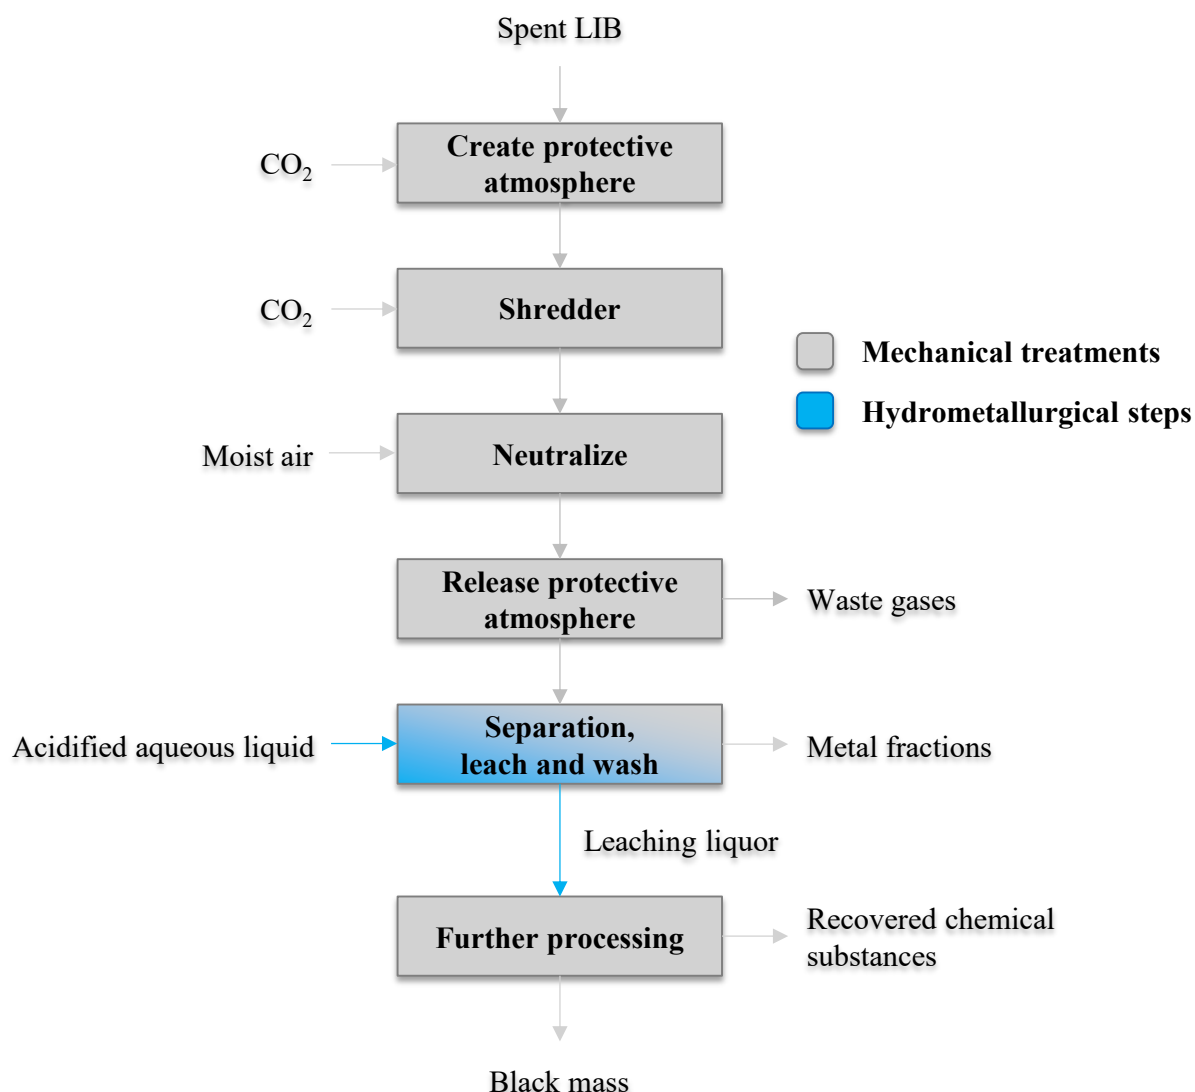 Spent LIB
CO₂
Create protective
atmosphere
CO₂
Shredder
Mechanical treatments
Hydrometallurgical steps
Moist air
Neutralize
Release protective
atmosphere
Waste gases
Acidified aqueous liquid
Separation,
leach and wash
Metal fractions
Leaching liquor
Further processing
Recovered chemical
substances
Black mass